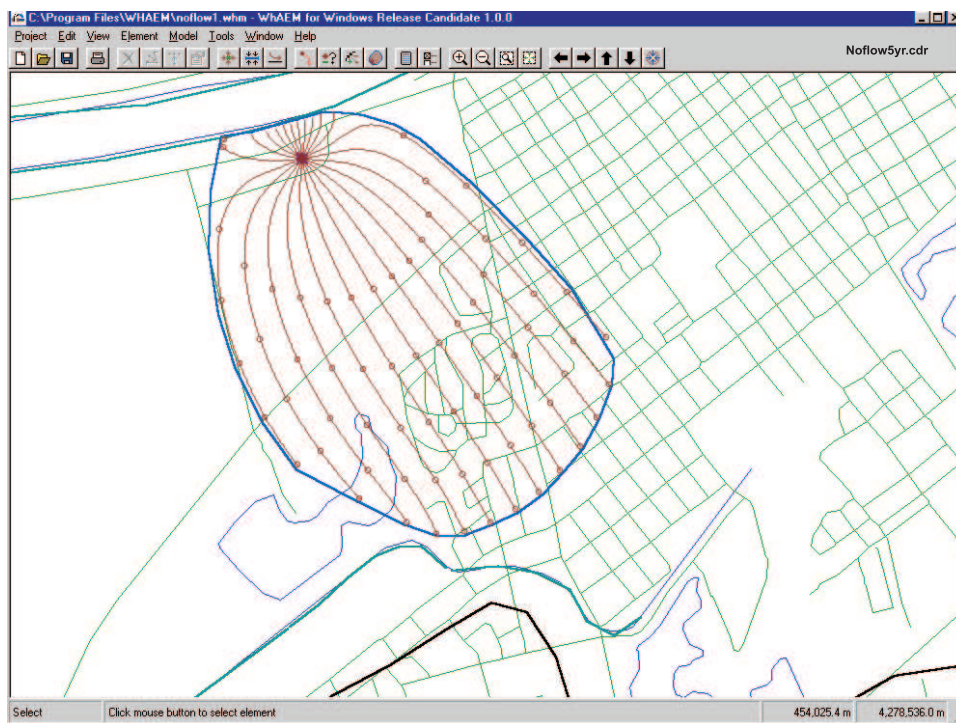 C:\Program Files\WHAEM\noflow1.whm - WhAEM for Windows Release Candidate 1.0.0
Project Edit View Element Model Tools Window Help
Noflow5yr.cdr
±?
Select Click mouse button to select element 454,025.4 m 4,278,536.0 m